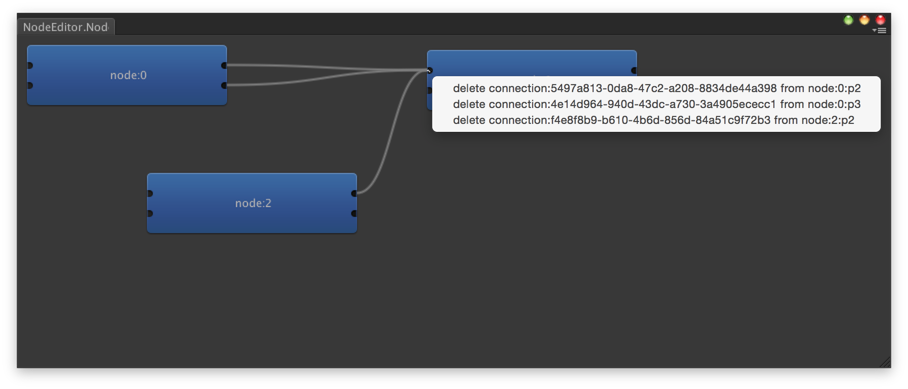 NodeEditor.Nod
node:0
delete connection:5497a813-0da8-47c2-a208-8834de44a398 from node:0:p2
delete connection:4e14d964-940d-43dc-a730-3a4905ececc1 from node:0:p3
delete connection:f4e8f8b9-b610-4b6d-856d-84a51c9f72b3 from node:2:p2
node:2